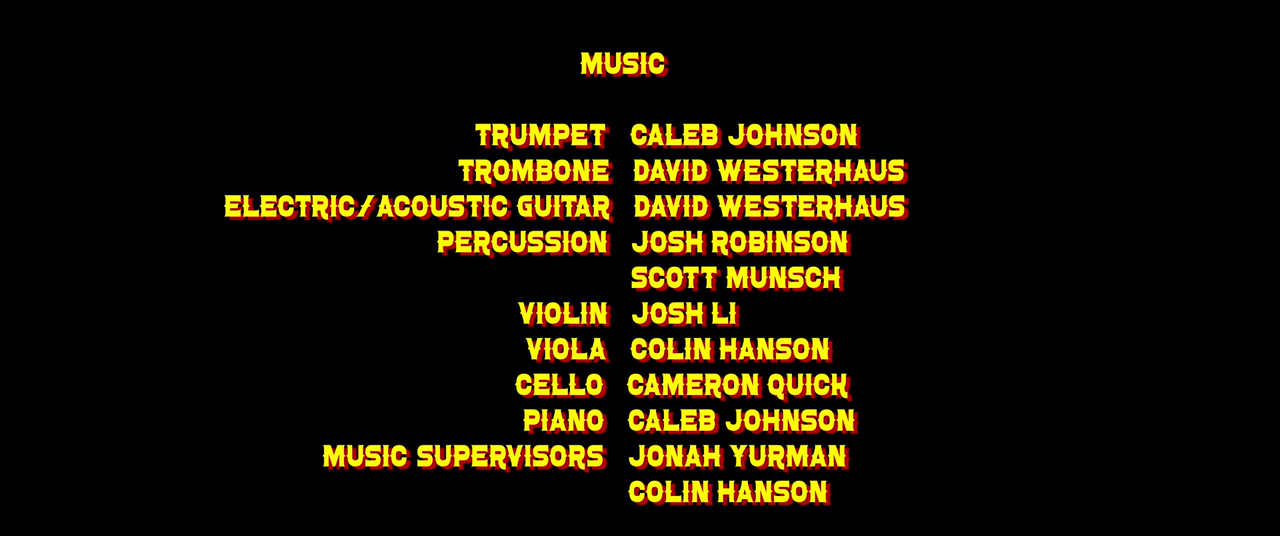 MUSIC
TRUMPET CALEB JOHNSON
TROMBONE DAVID WESTERHAUS
ELECTRIC/ACOUSTIC GUITAR DAVID WESTERHAUS
PERCUSSION JOSH ROBINSON
SCOTT MUNSCH
VIOLIN JOSH LI
VIOLA COLIN HANSON
CELLO CAMERON QUICK
PIANO CALEB JOHNSON
MUSIC SUPERVISORS JONAH YURMAN
COLIN HANSON